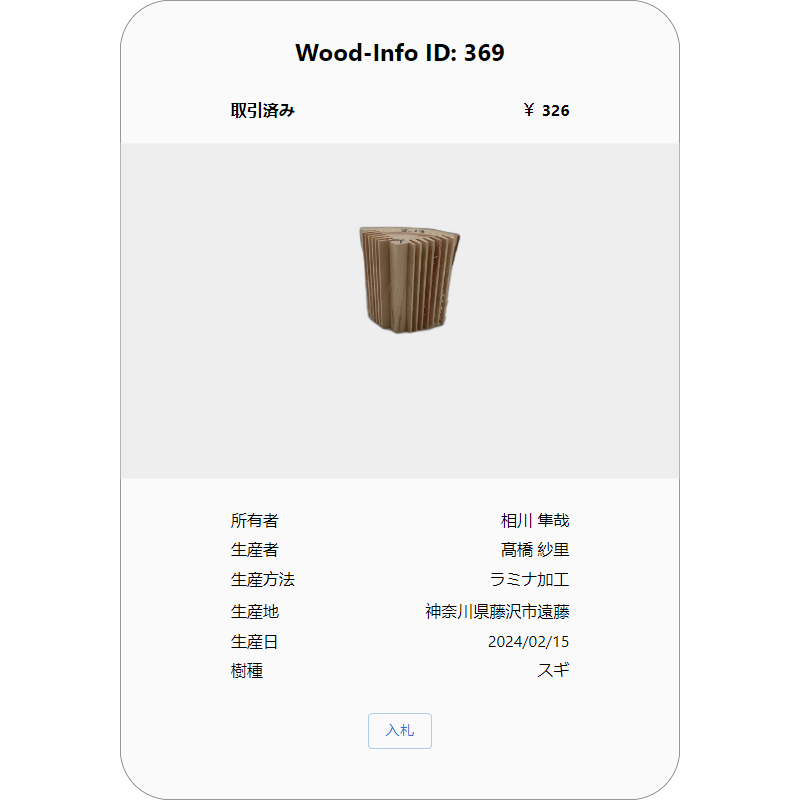 Wood-Info ID: 369
取引済み ¥ 326
所有者 相川 隼哉
生産者 髙橋 紗里
生産方法 ラミナ加工
生産地 神奈川県藤沢市遠藤
生産日 2024/02/15
樹種 スギ
入札